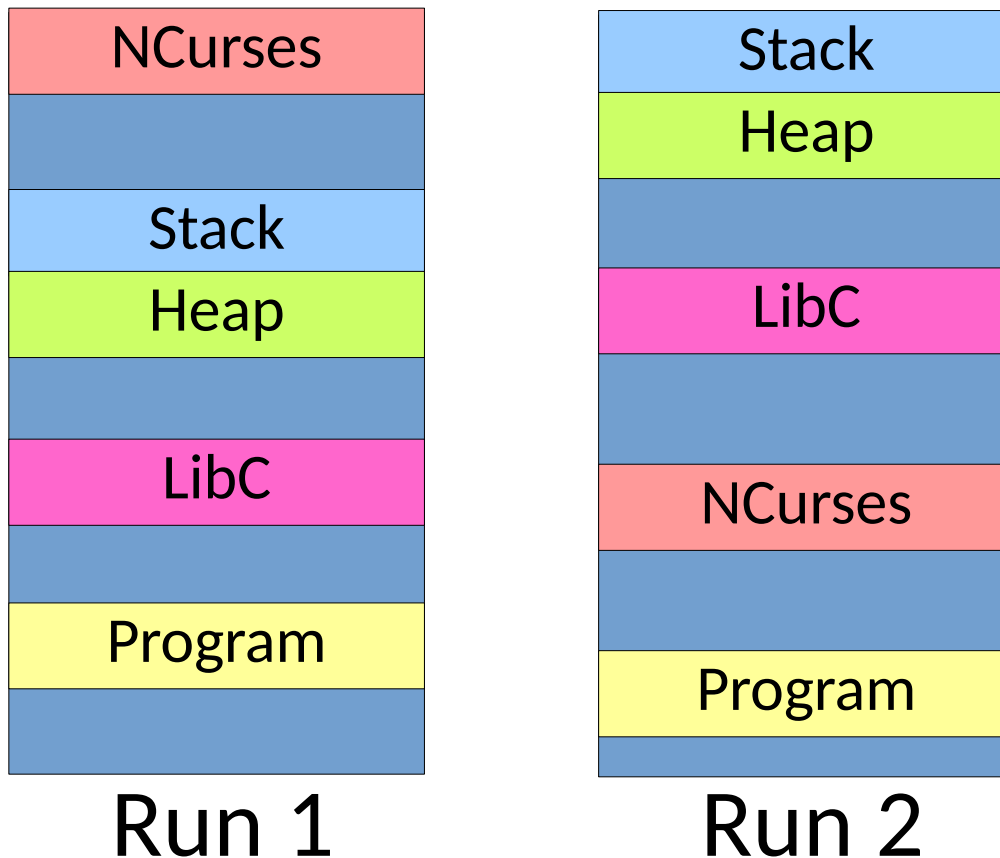 NCurses
Stack
Heap
LibC
Program
Run 1
Stack
Heap
LibC
NCurses
Program
Run 2